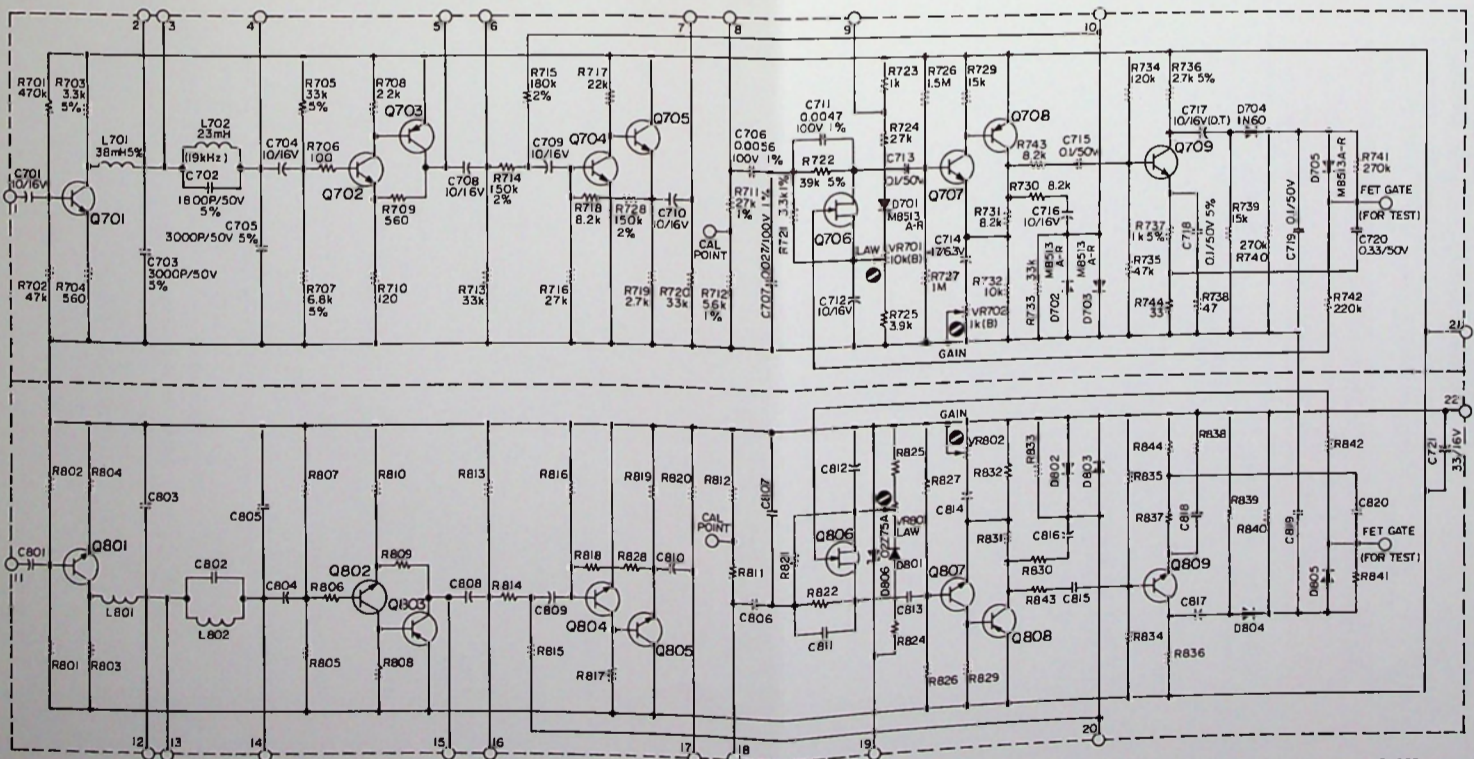 2 3 4 5 6 7 8 9 10
R701 470k
R703 3.3k 5%
L701 38mH5%
L702 23mH (19kHz)
C702 1800P/50V 5%
C701 10/16V
1
Q701
R702 47k
R704 560
C703 3000P/50V 5%
C705 3000P/50V 5%
C704 10/16V
R705 33k 5%
R706 100
R708 2.2k
Q703
Q702
R709 560
R707 6.8k 5%
R710 120
C708 10/16V
R713 33k
R714 150k 2%
R715 180k 2%
C709 10/16V
R717 22k
Q704
Q705
R718 8.2k
R728 150k 2%
C710 10/16V
R716 27k
R719 2.7k
R720 33k
CAL POINT
C706 0.0056 100V 1%
R711 27k 1%
R712 5.6k 1%
C707 0.0027/100V 1%
R721 3.3k1%
C711 0.0047 100V 1%
R722 39k 5%
Q706
C712 10/16V
R723 1k
R724 27k
D701 M8513 A-R
LAW
VR701 10k(B)
R725 3.9k
C713 0.1/50V
R726 1.5M
R727 1M
R729 15k
Q707
Q708
R731 8.2k
C714
R732 10k
VR702 1k(B)
GAIN
R743 8.2k
C715 0.1/50V
R730 8.2k
C716 10/16V
R733 33k
D702 M8513 A-R
D703 M8513 A-R
R734 120k
R736 2.7k 5%
Q709
C717 10/16V(D.T)
D704 1N60
R737 1k 5%
R735 47k
R744 33
C718 0.1/50V 5%
R738 47
R739 15k
270k R740
C719 0.1/50V
D705 M8513A-R
R741 270k
FET GATE
(FOR TEST)
C720 0.33/50V
R742 220k
21
22
C721 33/16V
R802
R804
C803
C805
R807
R810
R813
R816
R819
R820
R812
C807
C812
R825
GAIN
VR802
R827
C814
R832
R833
D802
D803
R844
R835
R838
R842
C801
11
Q801
C802
L801
L802
C804
R806
Q802
R809
Q803
C808
R814
C809
R818
R828
C810
Q804
Q805
CAL POINT
R811
C806
R821
R822
C811
Q806
D806 O2275A
VR801 LAW
D801
C813
R824
Q807
Q808
R831
C816
R830
R843
C815
R837
C818
Q809
R839
R840
C819
C820
FET GATE
(FOR TEST)
R841
D805
C817
D804
R801
R803
R805
R808
R815
R817
R826
R829
R834
R836
12 13 14 15 16 17 18 19 20